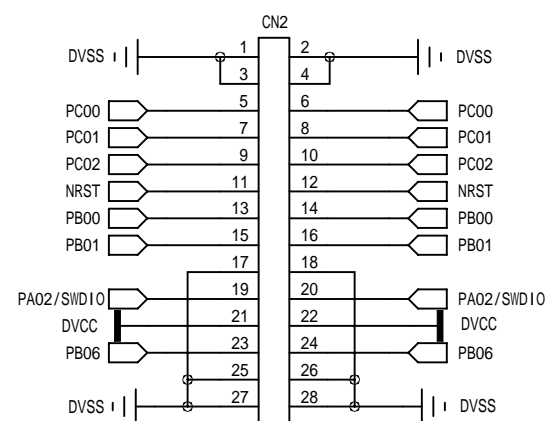 CN2
DVSS 1 2 DVSS
3 4
PC00 5 6 PC00
PC01 7 8 PC01
PC02 9 10 PC02
NRST 11 12 NRST
PB00 13 14 PB00
PB01 15 16 PB01
17 18
PA02/SWDIO 19 20 PA02/SWDIO
DVCC 21 22 DVCC
PB06 23 24 PB06
25 26
DVSS 27 28 DVSS